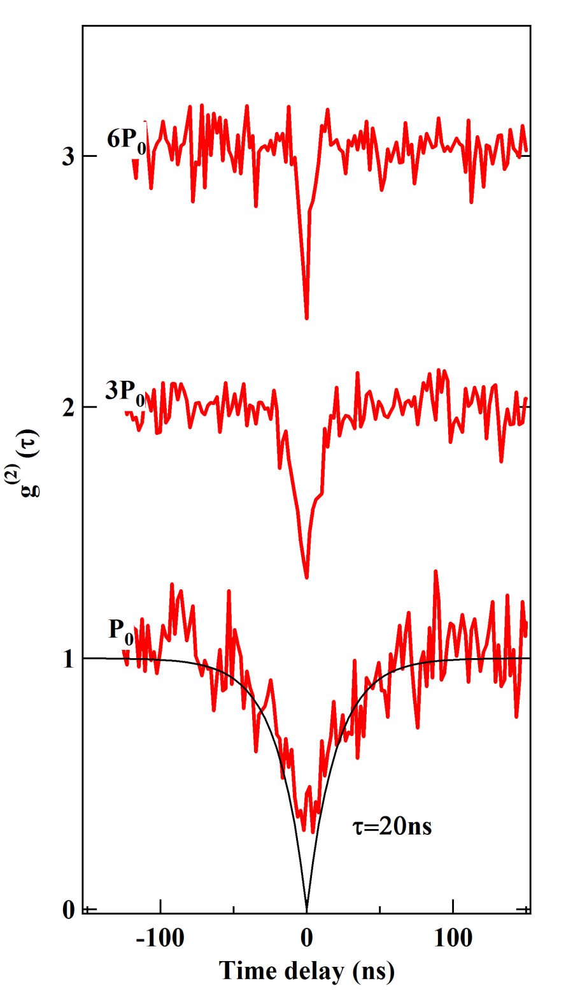 6P₀
3
3P₀
2
g⁽²⁾ (τ)
P₀
1
τ=20ns
0
-100 0 100
Time delay (ns)